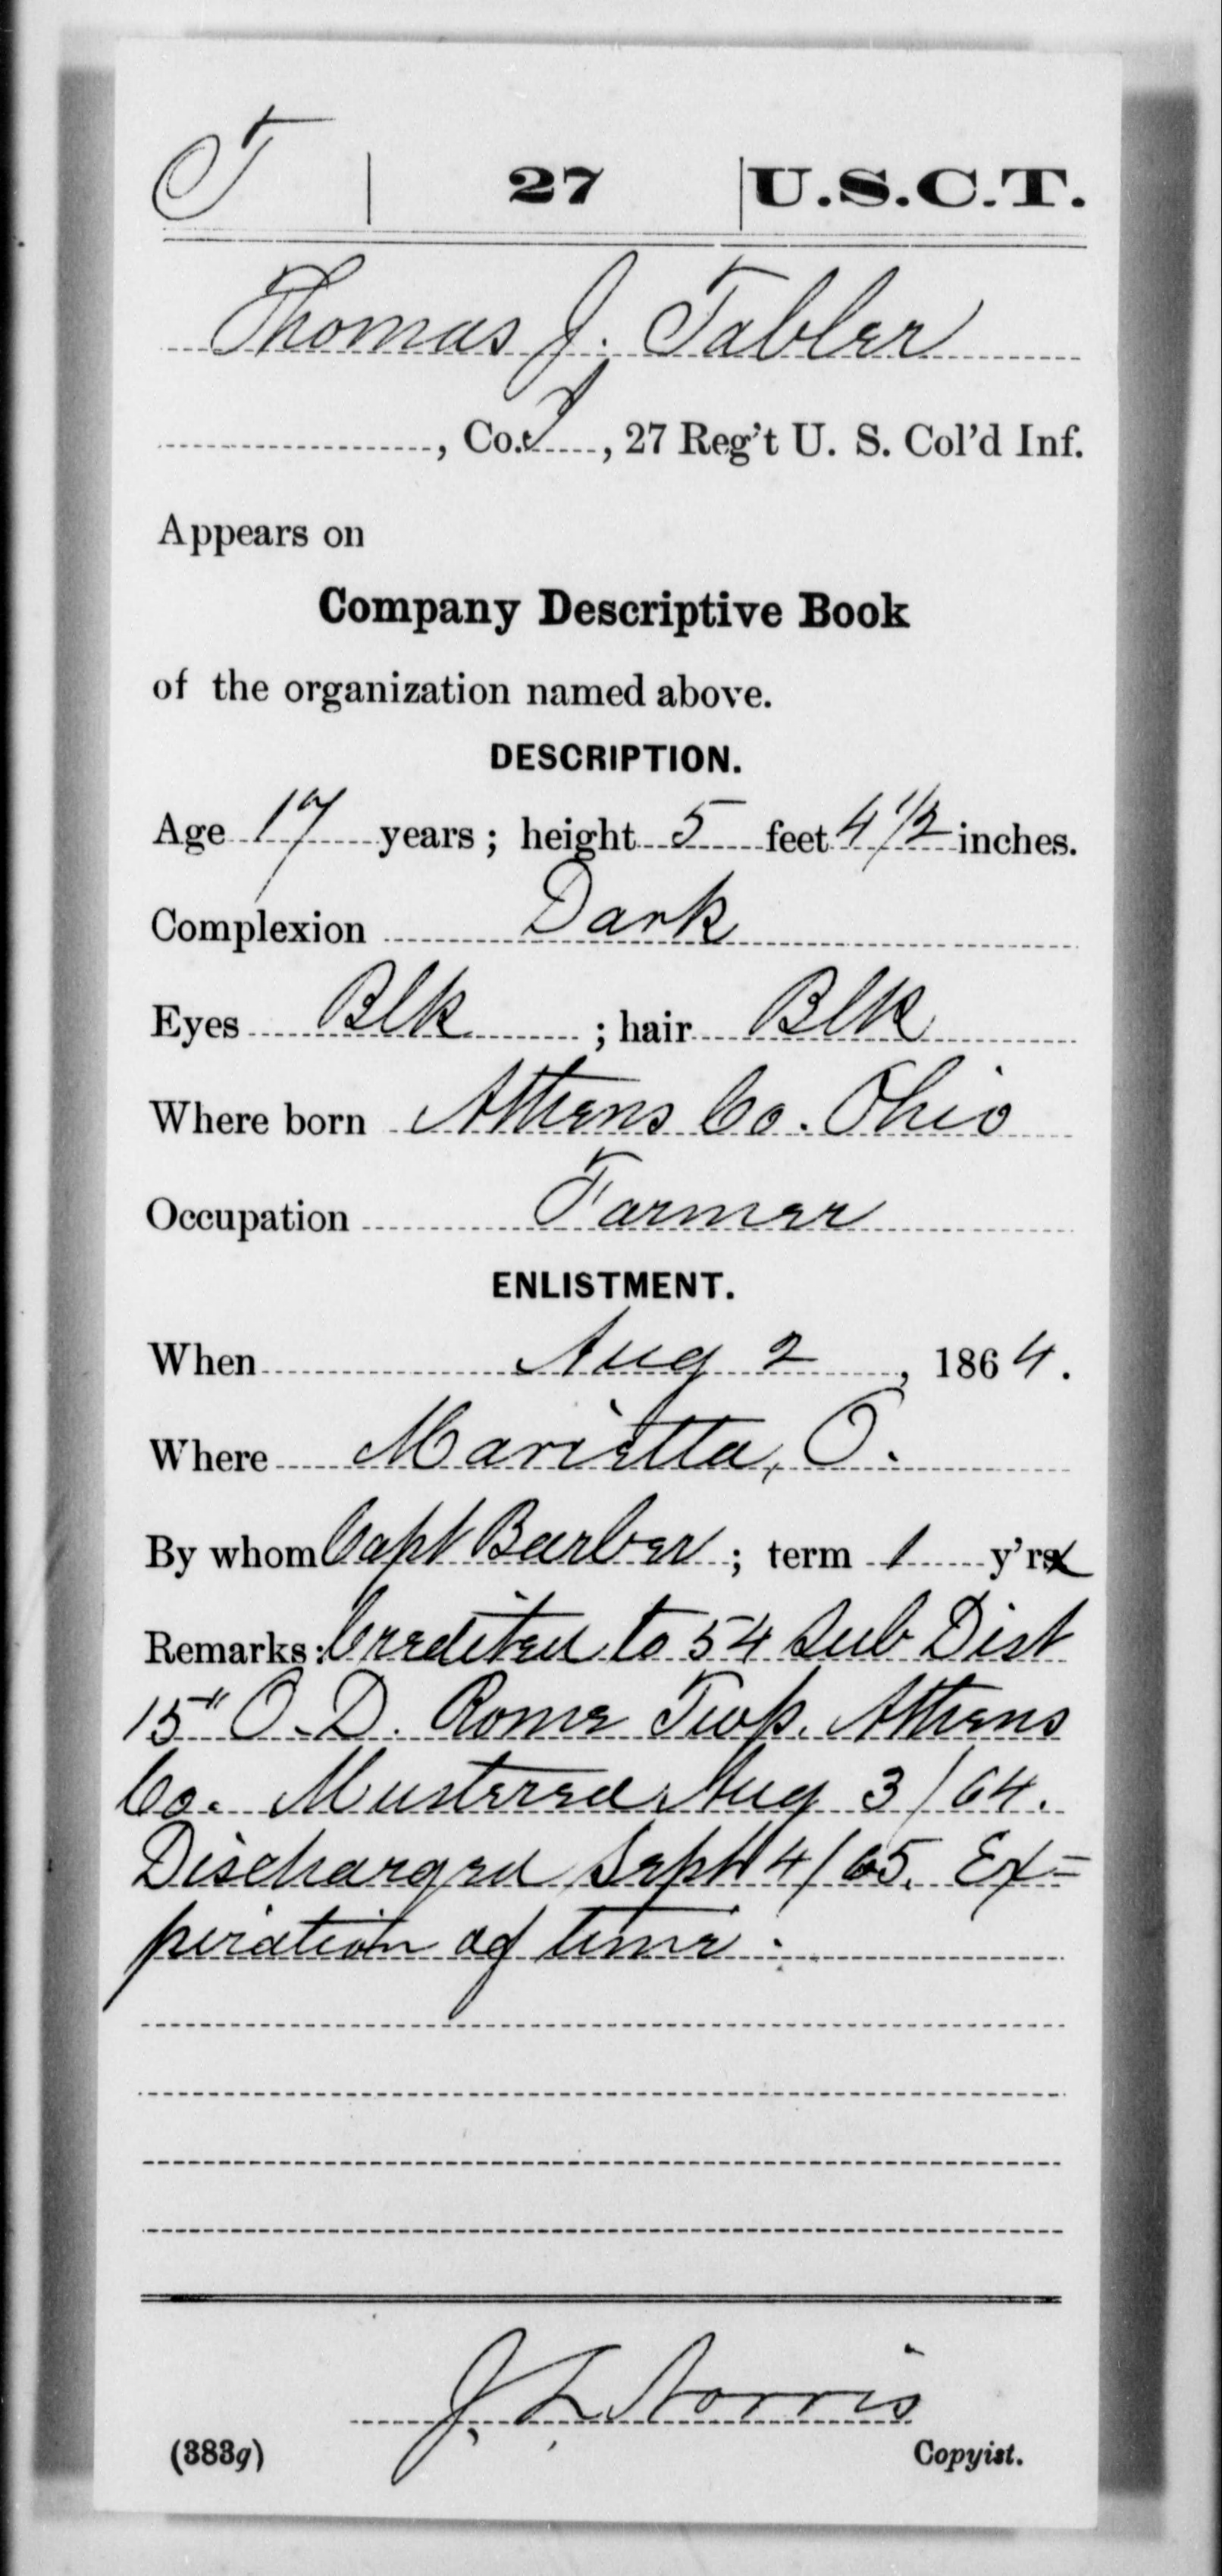 T | 27 | U.S.C.T.
Thomas J. Tabler
, Co. I, 27 Reg't U. S. Col'd Inf.
Appears on
Company Descriptive Book
of the organization named above.
DESCRIPTION.
Age 17 years; height 5 feet 4 1/2 inches.
Complexion Dark
Eyes Blk ; hair Blk
Where born Athens Co. Ohio
Occupation Farmer
ENLISTMENT.
When Aug 2, 1864.
Where Marietta, O.
By whom Capt Barber; term 1 y'rs
Remarks: Credited to 54 Sub Dist
15" O. D. Rome Twp. Athens
Co. Mustered Aug 3/64.
Discharged Sept 4/65. Ex=
piration of time.
J. L. Norris
(383g) Copyist.